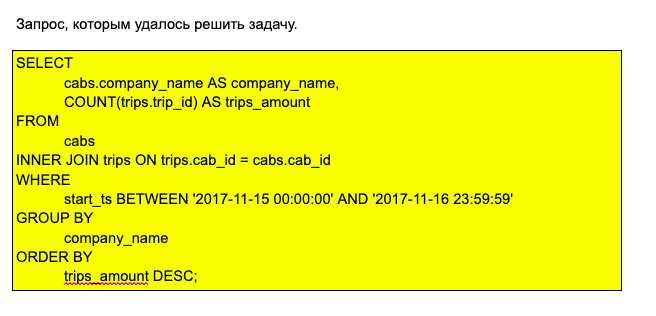 Запрос, которым удалось решить задачу.
SELECT
cabs.company_name AS company_name,
COUNT(trips.trip_id) AS trips_amount
FROM
cabs
INNER JOIN trips ON trips.cab_id = cabs.cab_id
WHERE
start_ts BETWEEN '2017-11-15 00:00:00' AND '2017-11-16 23:59:59'
GROUP BY
company_name
ORDER BY
trips_amount DESC;